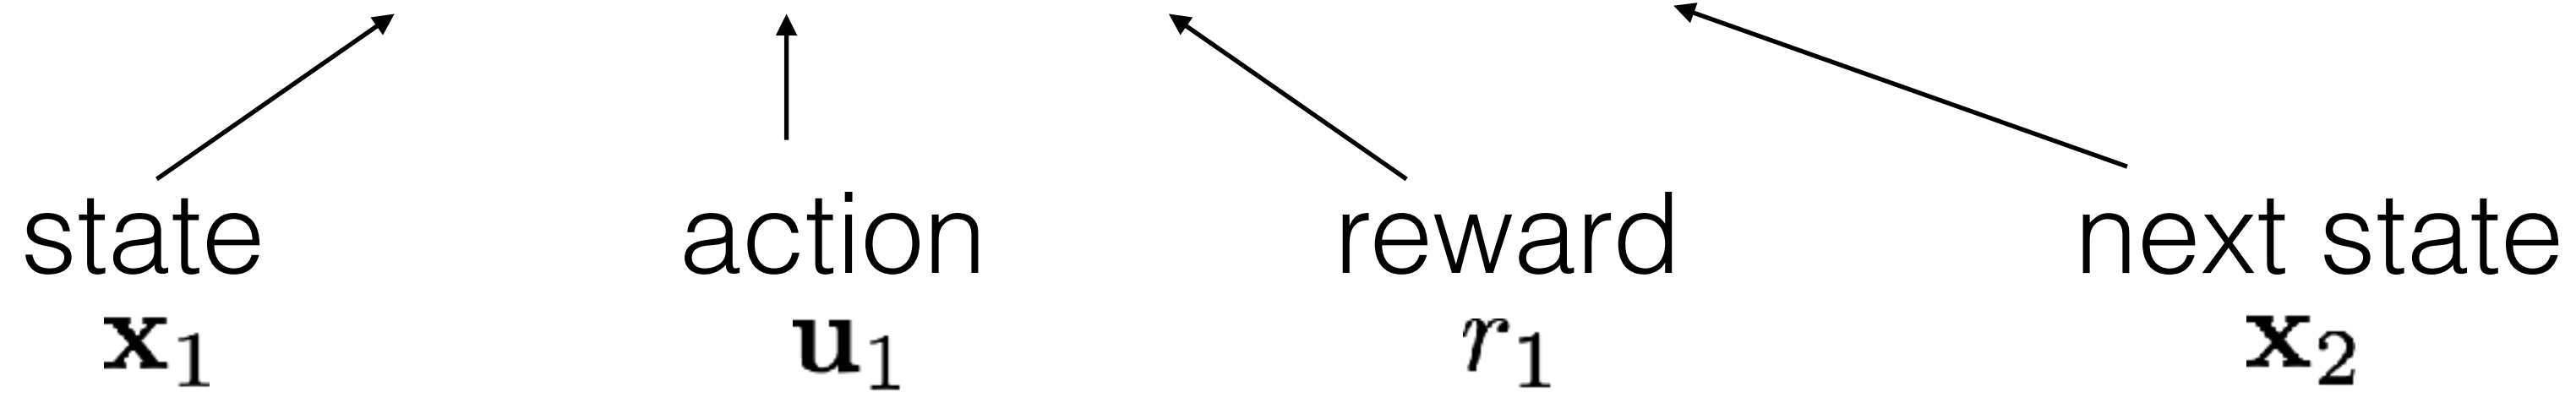 state action reward next state
x₁ u₁ r₁ x₂